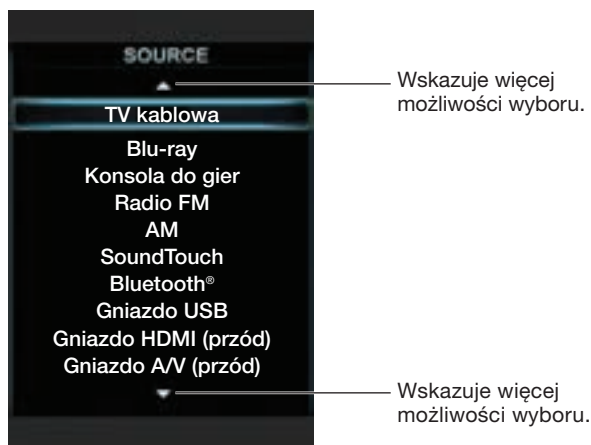 SOURCE
Wskazuje więcej
możliwości wyboru.
TV kablowa
Blu-ray
Konsola do gier
Radio FM
AM
SoundTouch
Bluetooth®
Gniazdo USB
Gniazdo HDMI (przód)
Gniazdo A/V (przód)
Wskazuje więcej
możliwości wyboru.